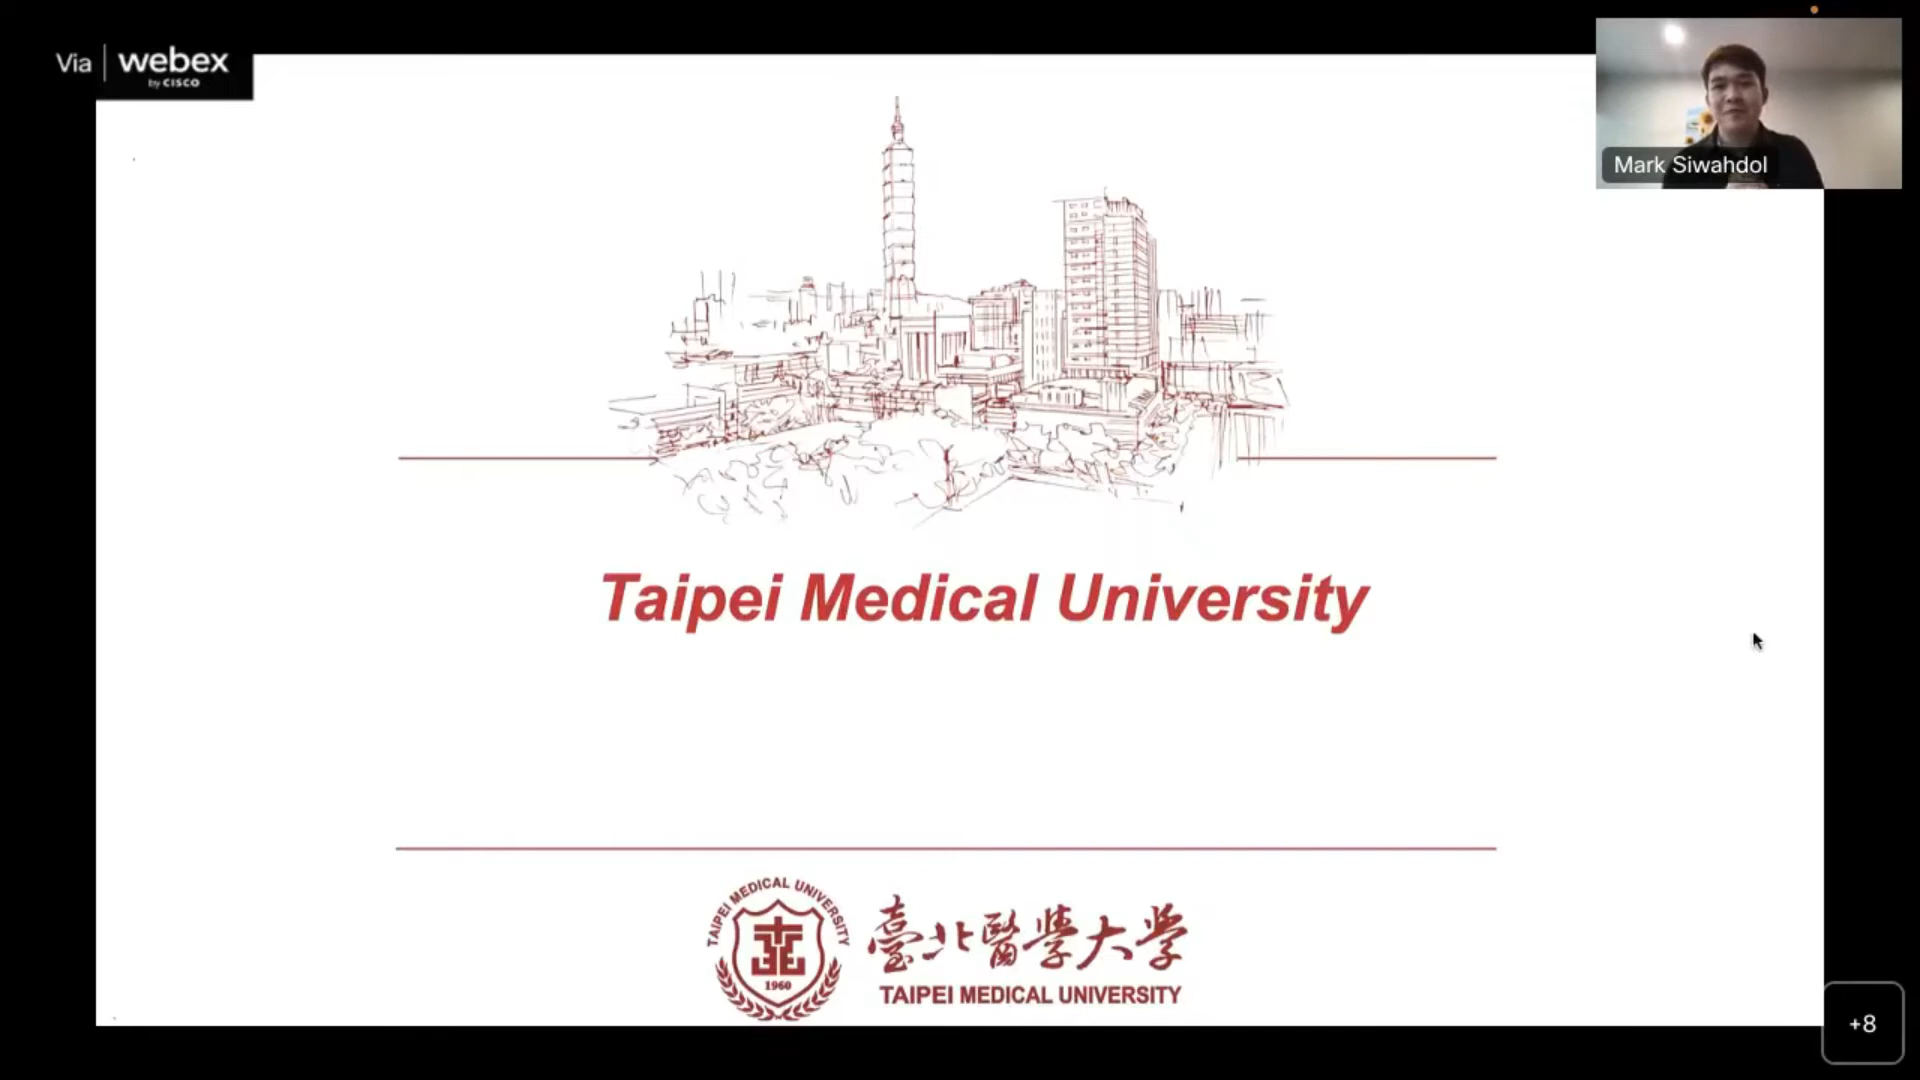 Via webex
by CISCO
Mark Siwahdol
Taipei Medical University
TAIPEI MEDICAL UNIVERSITY
1960
臺北醫學大學
TAIPEI MEDICAL UNIVERSITY
+8